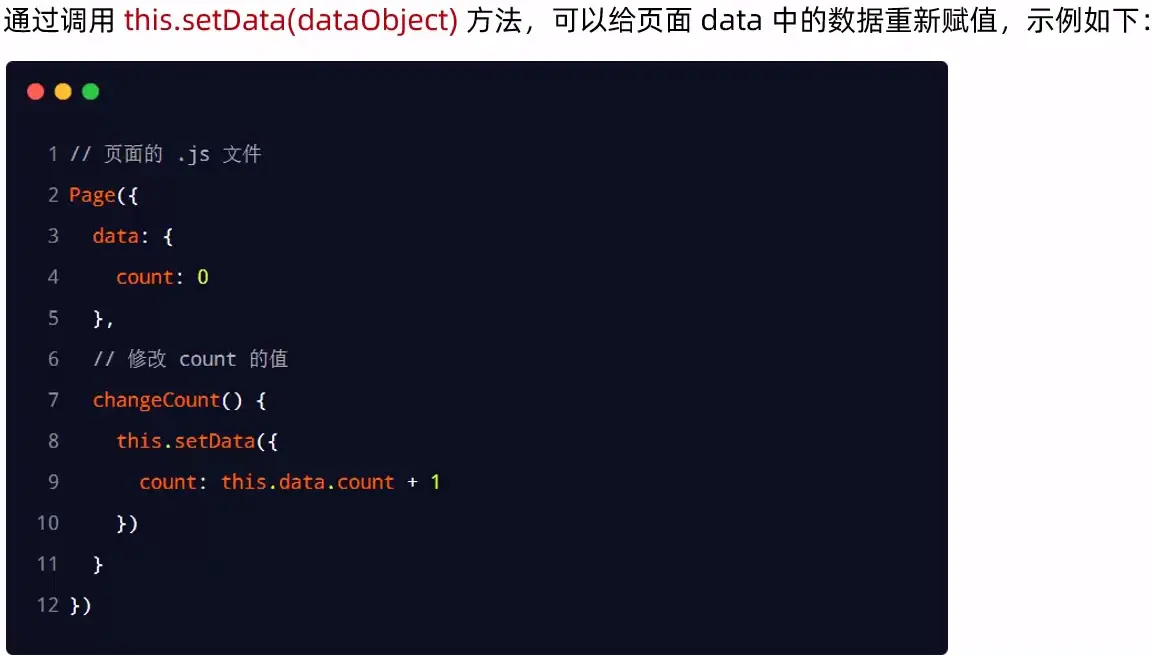 通过调用 this.setData(dataObject) 方法，可以给页面 data 中的数据重新赋值，示例如下：
1 // 页面的 .js 文件
2 Page({
3   data: {
4     count: 0
5   },
6   // 修改 count 的值
7   changeCount() {
8     this.setData({
9       count: this.data.count + 1
10     })
11   }
12 })